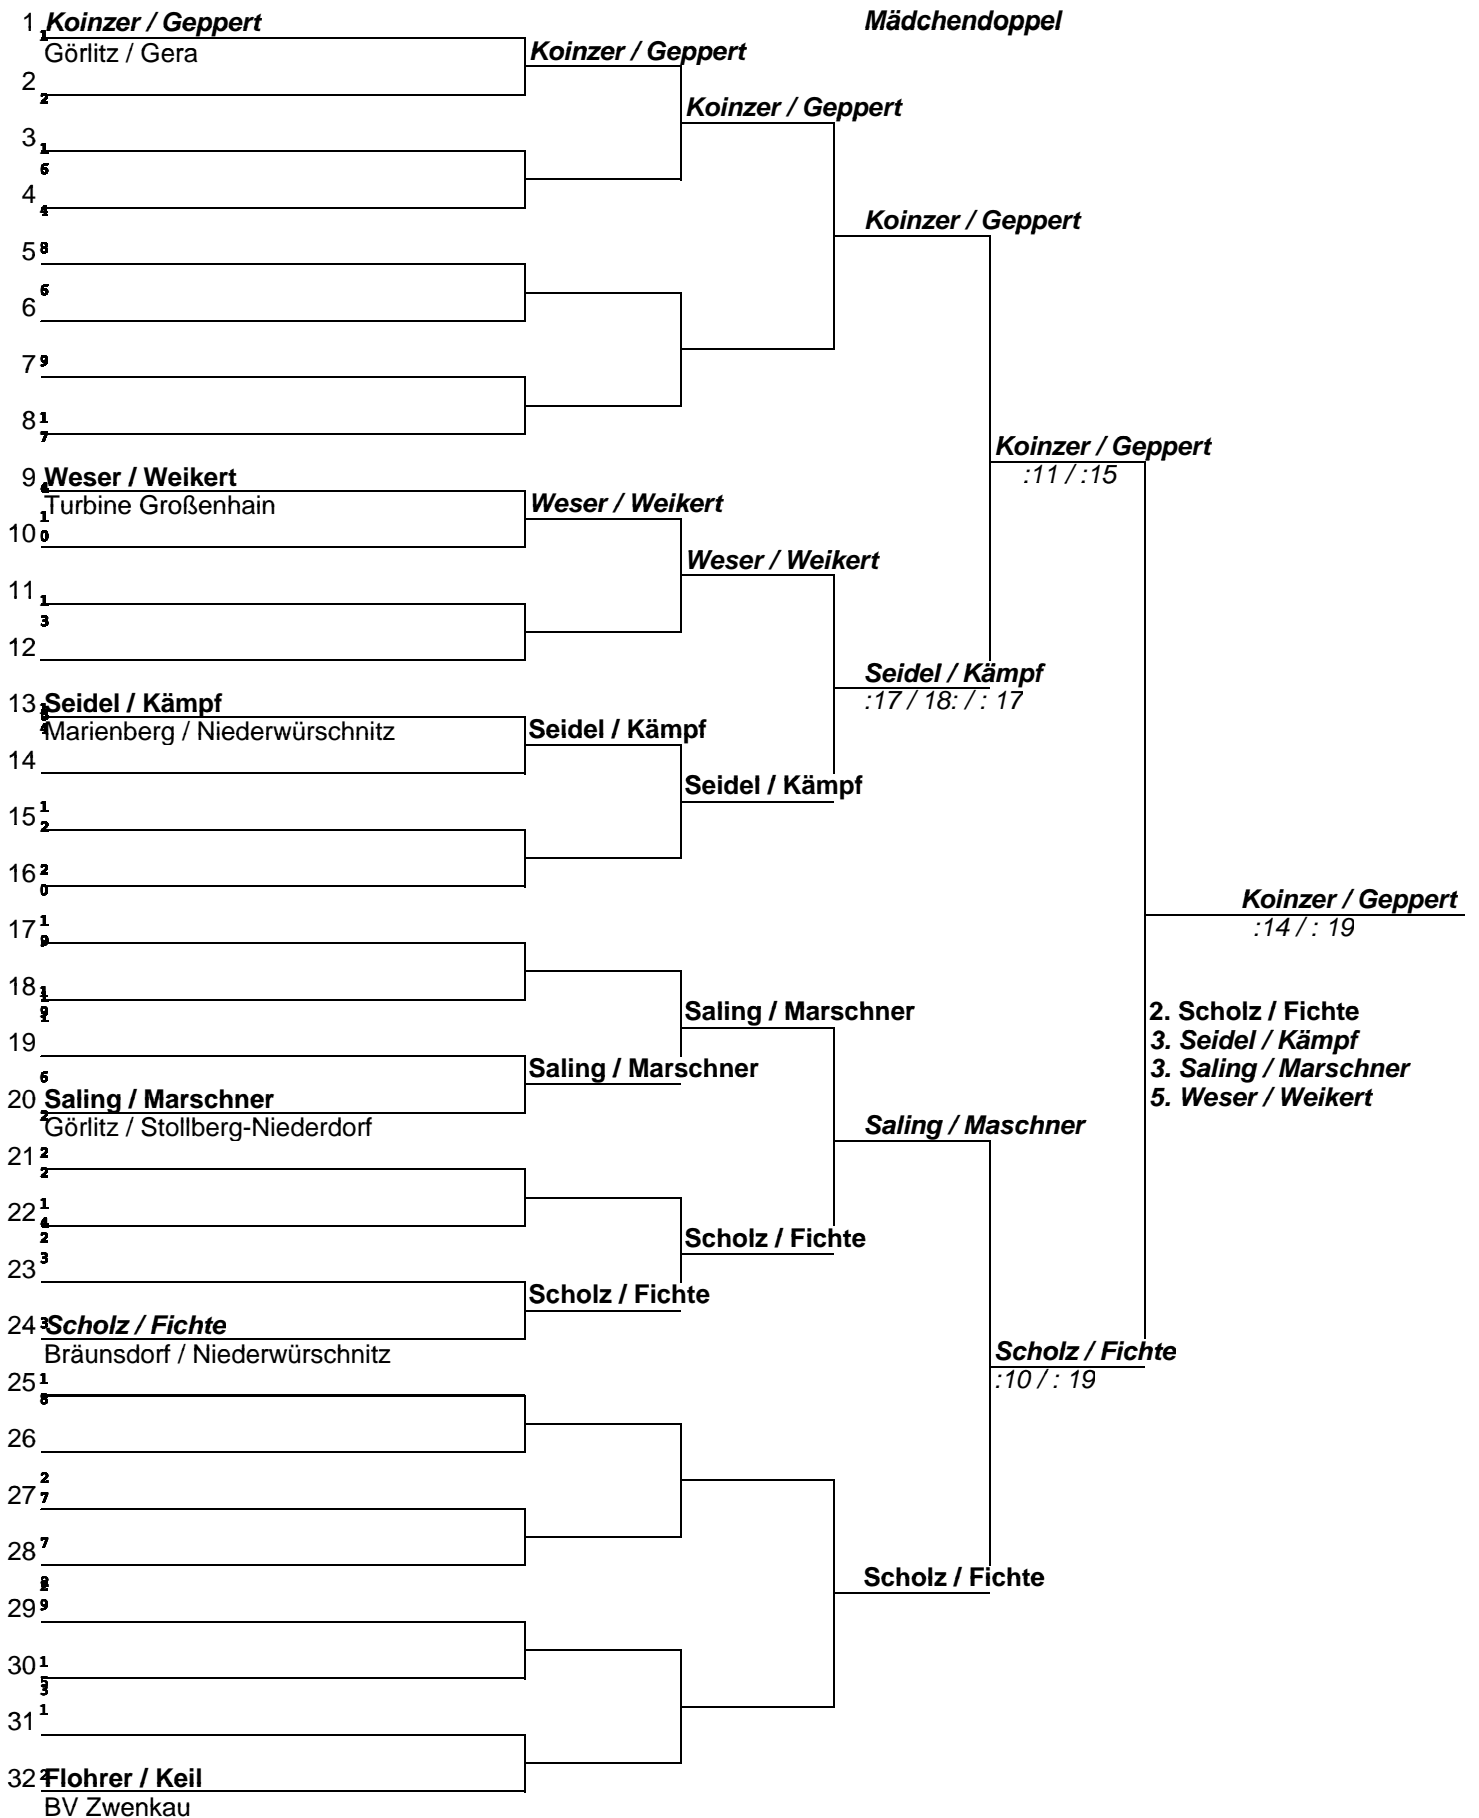 Mädchendoppel
1 Koinzer / Geppert
Görlitz / Gera
Koinzer / Geppert
2
Koinzer / Geppert
3
4
Koinzer / Geppert
5
6
7
8
Koinzer / Geppert
:11 / :15
9 Weser / Weikert
Turbine Großenhain
Weser / Weikert
10
Weser / Weikert
11
12
Seidel / Kämpf
:17 / 18: / : 17
13 Seidel / Kämpf
Marienberg / Niederwürschnitz
Seidel / Kämpf
14
Seidel / Kämpf
15
16
Koinzer / Geppert
:14 / : 19
17
18
Saling / Marschner
2. Scholz / Fichte
3. Seidel / Kämpf
3. Saling / Marschner
5. Weser / Weikert
19
Saling / Marschner
20 Saling / Marschner
Görlitz / Stollberg-Niederdorf
Saling / Maschner
21
22
Scholz / Fichte
23
Scholz / Fichte
24 Scholz / Fichte
Bräunsdorf / Niederwürschnitz
Scholz / Fichte
:10 / : 19
25
26
27
28
Scholz / Fichte
29
30
31
32 Flohrer / Keil
BV Zwenkau